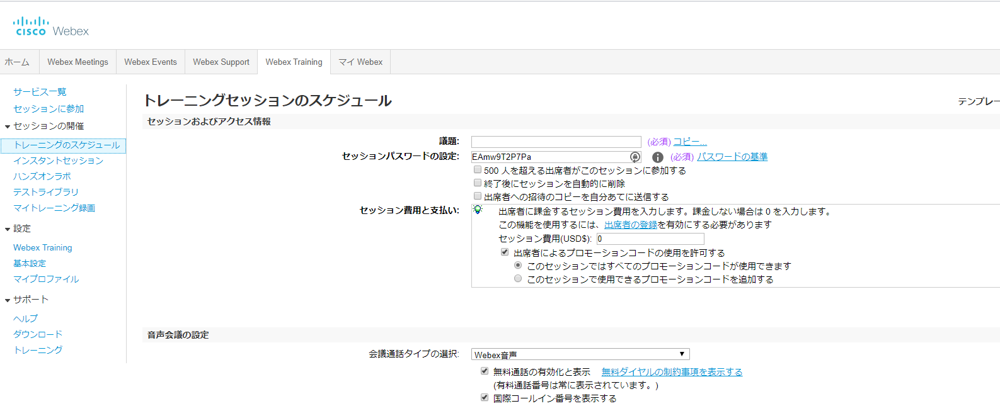 CISCO Webex
ホーム Webex Meetings Webex Events Webex Support Webex Training マイ Webex
サービス一覧
セッションに参加
セッションの開催
トレーニングのスケジュール
インスタントセッション
ハンズオンラボ
テストライブラリ
マイトレーニング録画
設定
Webex Training
基本設定
マイプロファイル
サポート
ヘルプ
ダウンロード
トレーニング
トレーニングセッションのスケジュール
テンプレー
セッションおよびアクセス情報
議題: (必須) コピー...
セッションパスワードの設定: EAmw9T2P7Pa (必須) パスワードの基準
500 人を超える出席者がこのセッションに参加する
終了後にセッションを自動的に削除
出席者への招待のコピーを自分あてに送信する
セッション費用と支払い: 出席者に課金するセッション費用を入力します。課金しない場合は 0 を入力します。
この機能を使用するには、出席者の登録を有効にする必要があります
セッション費用(USD$): 0
出席者によるプロモーションコードの使用を許可する
このセッションではすべてのプロモーションコードが使用できます
このセッションで使用できるプロモーションコードを追加する
音声会議の設定
会議通話タイプの選択: Webex音声
無料通話の有効化と表示 無料ダイヤルの制約事項を表示する
(有料通話番号は常に表示されています。)
国際コールイン番号を表示する